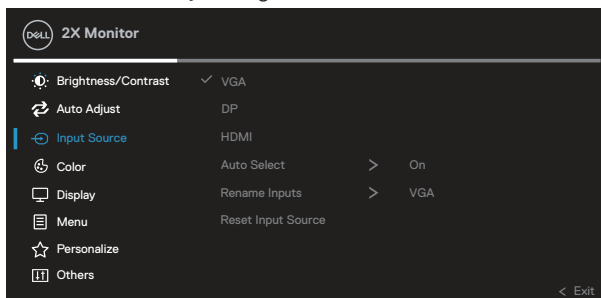 DELL 2X Monitor
Brightness/Contrast VGA
Auto Adjust DP
Input Source HDMI
Color Auto Select > On
Display Rename Inputs > VGA
Menu Reset Input Source
Personalize
Others
< Exit